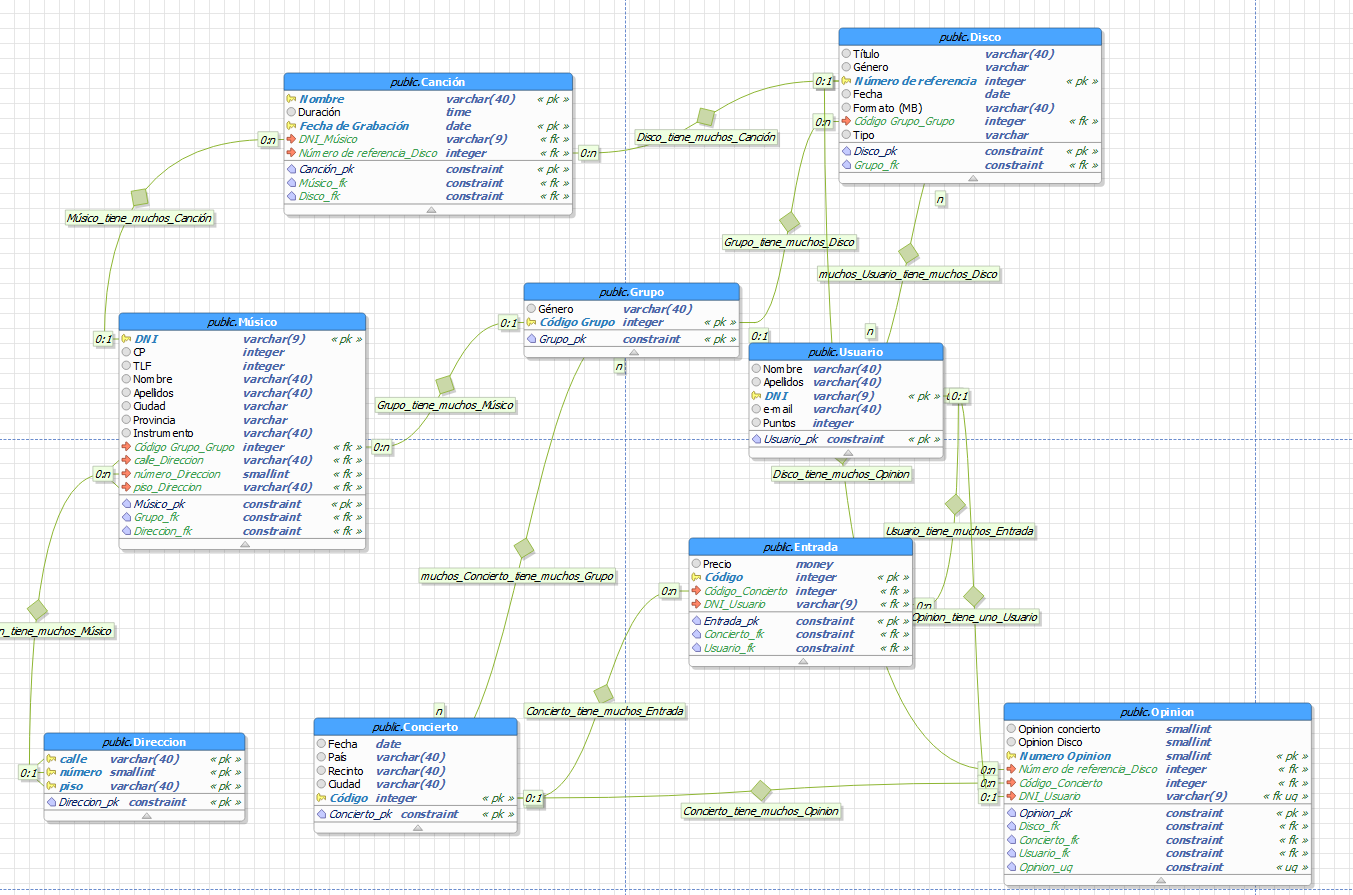 public.Disco
Título varchar(40)
Género varchar
Número de referencia integer « pk »
Fecha date
Formato (MB) varchar(40)
Código Grupo_Grupo integer « fk »
Tipo varchar
Disco_pk constraint « pk »
Grupo_fk constraint « fk »
0:1
0:n
n
public.Canción
Nombre varchar(40) « pk »
Duración time
Fecha de Grabación date « pk »
DNI_Músico varchar(9) « fk »
Número de referencia_Disco integer « fk »
Canción_pk constraint « pk »
Músico_fk constraint « fk »
Disco_fk constraint « fk »
0:n
0:n
Disco_tiene_muchos_Canción
Músico_tiene_muchos_Canción
Grupo_tiene_muchos_Disco
muchos_Usuario_tiene_muchos_Disco
public.Grupo
Género varchar(40)
Código Grupo integer « pk »
Grupo_pk constraint « pk »
0:1
n
public.Músico
DNI varchar(9) « pk »
CP integer
TLF integer
Nombre varchar(40)
Apellidos varchar(40)
Ciudad varchar
Provincia varchar
Instrumento varchar(40)
Código Grupo_Grupo integer « fk »
calle_Direccion varchar(40) « fk »
número_Direccion smallint « fk »
piso_Direccion varchar(40) « fk »
Músico_pk constraint « pk »
Grupo_fk constraint « fk »
Direccion_fk constraint « fk »
0:1
0:n
0:n
Grupo_tiene_muchos_Músico
0:1
n
public.Usuario
Nombre varchar(40)
Apellidos varchar(40)
DNI varchar(9) « pk »
e-mail varchar(40)
Puntos integer
Usuario_pk constraint « pk »
0:1
Disco_tiene_muchos_Opinion
Usuario_tiene_muchos_Entrada
public.Entrada
Precio money
Código integer « pk »
Código_Concierto integer « fk »
DNI_Usuario varchar(9) « fk »
Entrada_pk constraint « pk »
Concierto_fk constraint « fk »
Usuario_fk constraint « fk »
0:n
0:n
Opinion_tiene_uno_Usuario
muchos_Concierto_tiene_muchos_Grupo
n_tiene_muchos_Músico
Concierto_tiene_muchos_Entrada
n
public.Concierto
Fecha date
País varchar(40)
Recinto varchar(40)
Ciudad varchar(40)
Código integer « pk »
Concierto_pk constraint « pk »
0:1
public.Direccion
calle varchar(40) « pk »
número smallint « pk »
piso varchar(40) « pk »
Direccion_pk constraint « pk »
0:1
Concierto_tiene_muchos_Opinion
public.Opinion
Opinion concierto smallint
Opinion Disco smallint
Numero Opinion integer « pk »
Número de referencia_Disco integer « fk »
Código_Concierto integer « fk »
DNI_Usuario varchar(9) « fk uq »
Opinion_pk constraint « pk »
Disco_fk constraint « fk »
Concierto_fk constraint « fk »
Usuario_fk constraint « fk »
Opinion_uq constraint « uq »
0:n
0:n
0:1